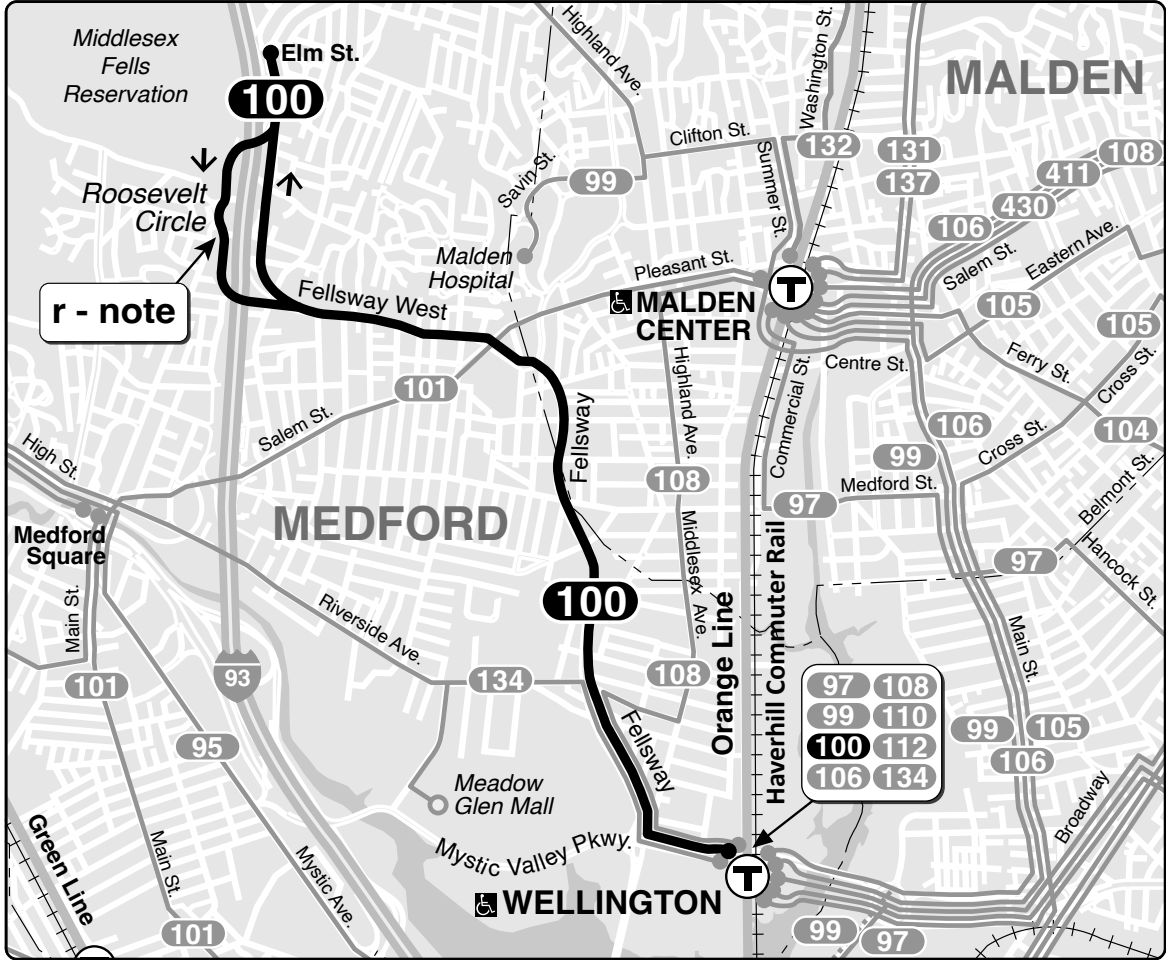 Middlesex
Fells
Reservation
Elm St.
100
Highland Ave.
Washington St.
MALDEN
Clifton St.
132
131
137
108
411
430
106
99
Savin St.
Summer St.
Roosevelt
Circle
Malden
Hospital
Pleasant St.
Salem St.
Eastern Ave.
r - note
Fellsway West
T
MALDEN
CENTER
105
105
Centre St.
Ferry St.
Cross St.
101
Salem St.
Fellsway
Highland Ave.
Commercial St.
106
99
Cross St.
104
High St.
108
97
Medford St.
Belmont St.
MEDFORD
Medford
Square
Middlesex Ave.
97
Hancock St.
Main St.
Riverside Ave.
100
Orange Line
Haverhill Commuter Rail
Main St.
101
93
134
108
97 108
99 110
100 112
106 134
95
Fellsway
99
105
106
Meadow
Glen Mall
Broadway
Green Line
Main St.
Mystic Ave.
Mystic Valley Pkwy.
T
WELLINGTON
101
99
97